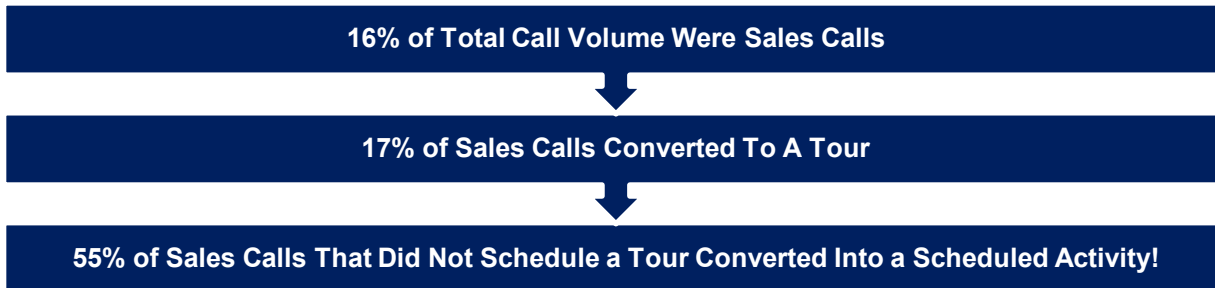 16% of Total Call Volume Were Sales Calls
17% of Sales Calls Converted To A Tour
55% of Sales Calls That Did Not Schedule a Tour Converted Into a Scheduled Activity!